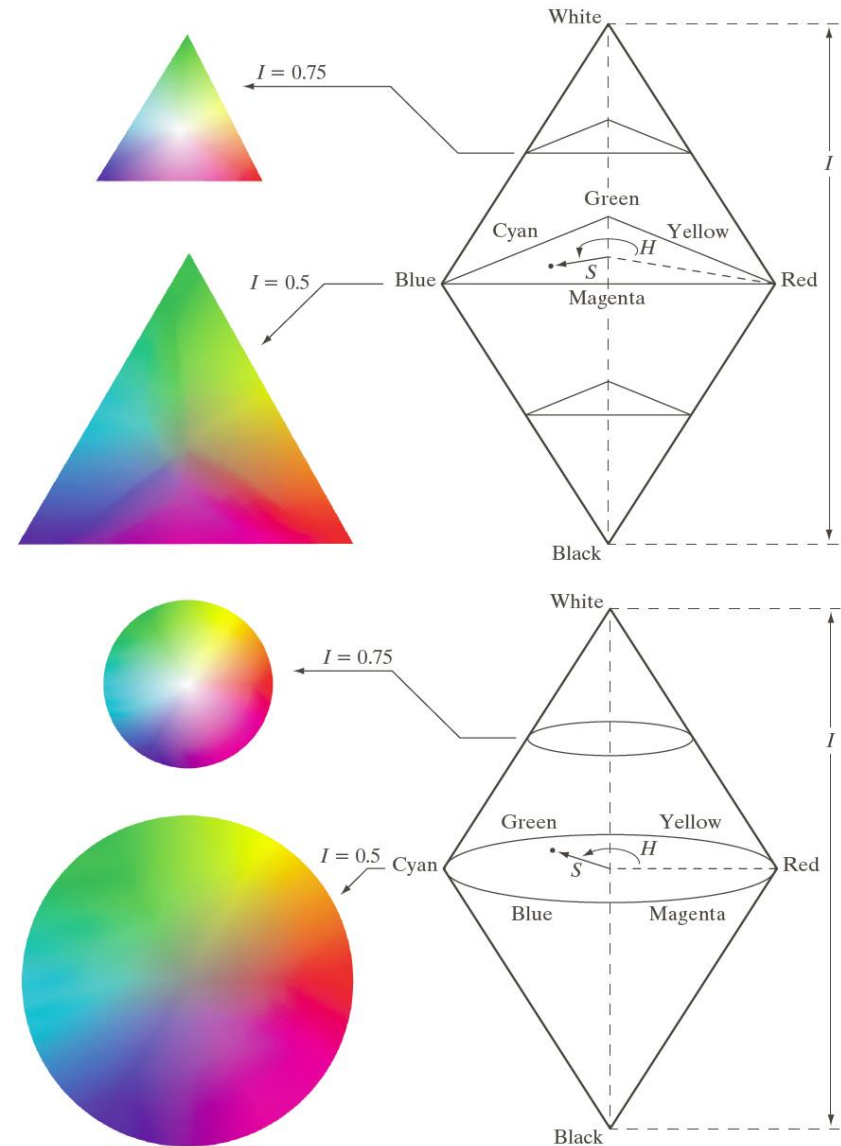 White
I = 0.75
I
Green
Cyan Yellow
H
I = 0.5 Blue S Red
Magenta
Black
White
I = 0.75
I
Green Yellow
H
I = 0.5 Cyan S Red
Blue Magenta
Black